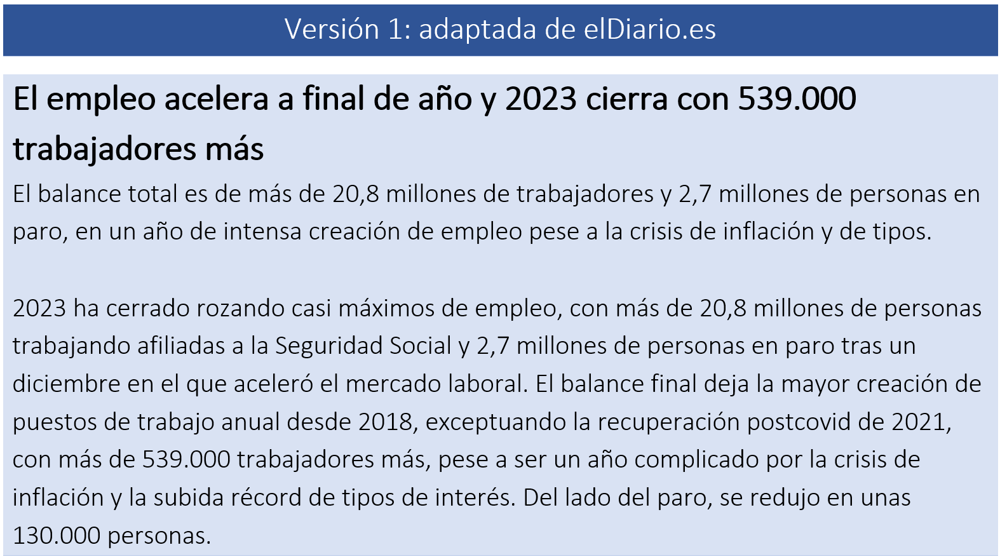 Versión 1: adaptada de elDiario.es
El empleo acelera a final de año y 2023 cierra con 539.000
trabajadores más
El balance total es de más de 20,8 millones de trabajadores y 2,7 millones de personas en
paro, en un año de intensa creación de empleo pese a la crisis de inflación y de tipos.
2023 ha cerrado rozando casi máximos de empleo, con más de 20,8 millones de personas
trabajando afiliadas a la Seguridad Social y 2,7 millones de personas en paro tras un
diciembre en el que aceleró el mercado laboral. El balance final deja la mayor creación de
puestos de trabajo anual desde 2018, exceptuando la recuperación postcovid de 2021,
con más de 539.000 trabajadores más, pese a ser un año complicado por la crisis de
inflación y la subida récord de tipos de interés. Del lado del paro, se redujo en unas
130.000 personas.